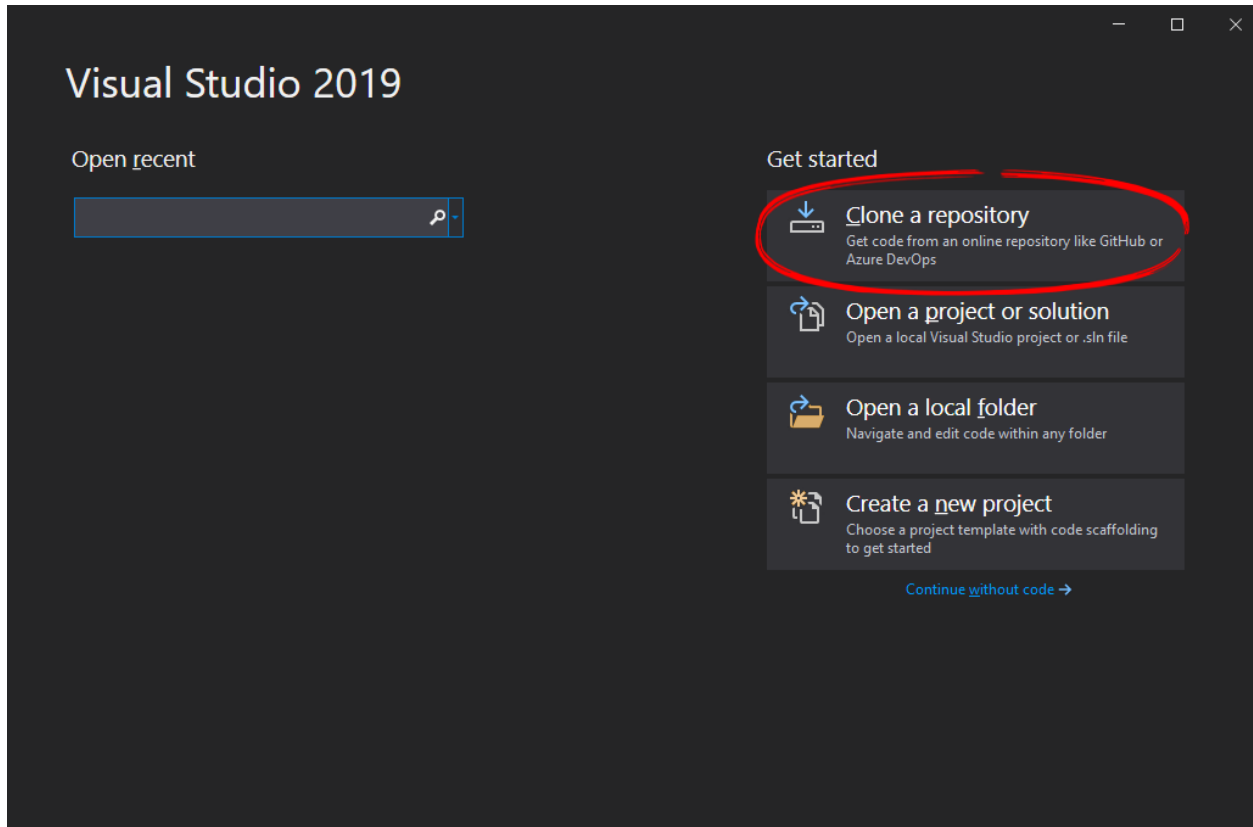 Visual Studio 2019
Open recent
Get started
Clone a repository
Get code from an online repository like GitHub or
Azure DevOps
Open a project or solution
Open a local Visual Studio project or .sln file
Open a local folder
Navigate and edit code within any folder
Create a new project
Choose a project template with code scaffolding
to get started
Continue without code →